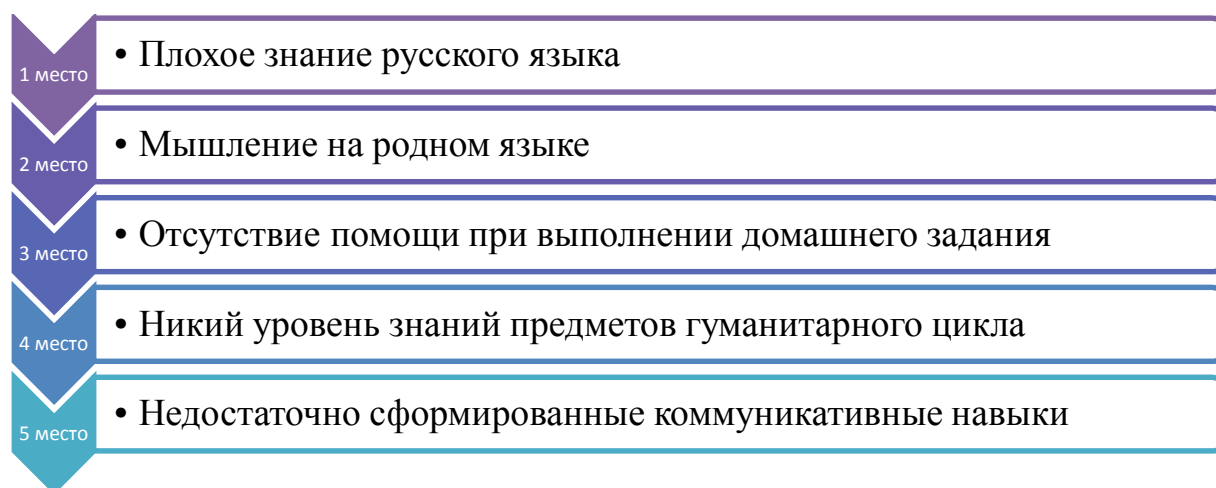 1 место
• Плохое знание русского языка
2 место
• Мышление на родном языке
3 место
• Отсутствие помощи при выполнении домашнего задания
4 место
• Никий уровень знаний предметов гуманитарного цикла
5 место
• Недостаточно сформированные коммуникативные навыки